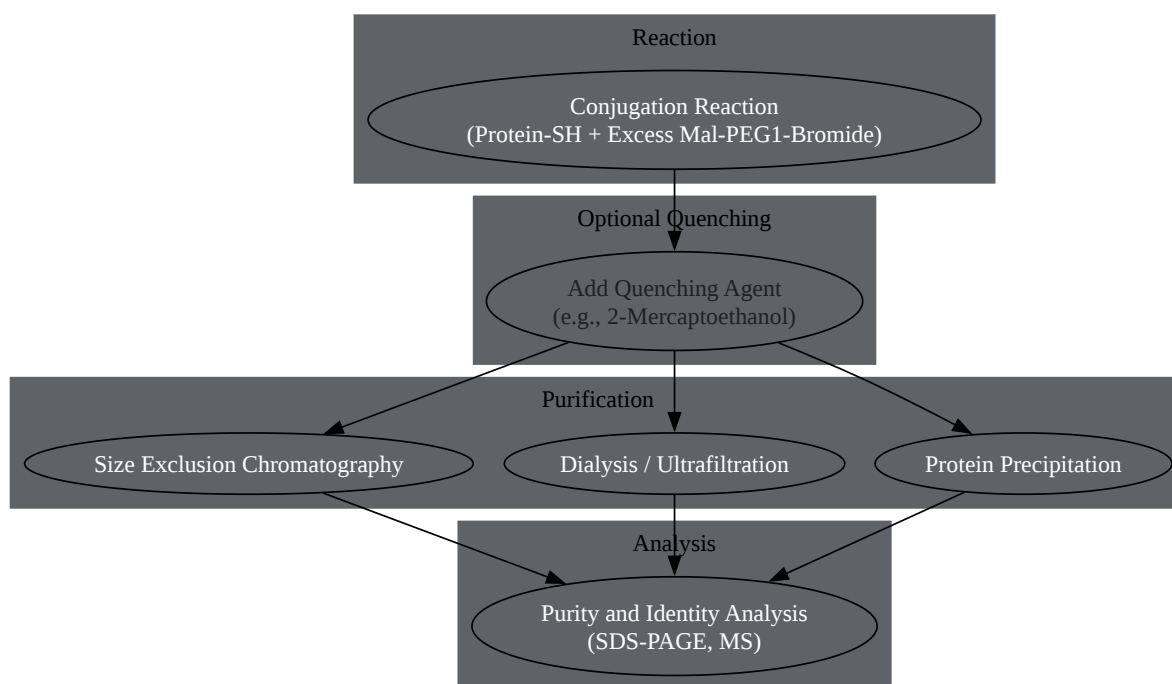 Reaction
Conjugation Reaction
(Protein-SH + Excess Mal-PEG1-Bromide)
Optional Quenching
Add Quenching Agent
(e.g., 2-Mercaptoethanol)
Purification
Size Exclusion Chromatography
Dialysis / Ultrafiltration
Protein Precipitation
Analysis
Purity and Identity Analysis
(SDS-PAGE, MS)